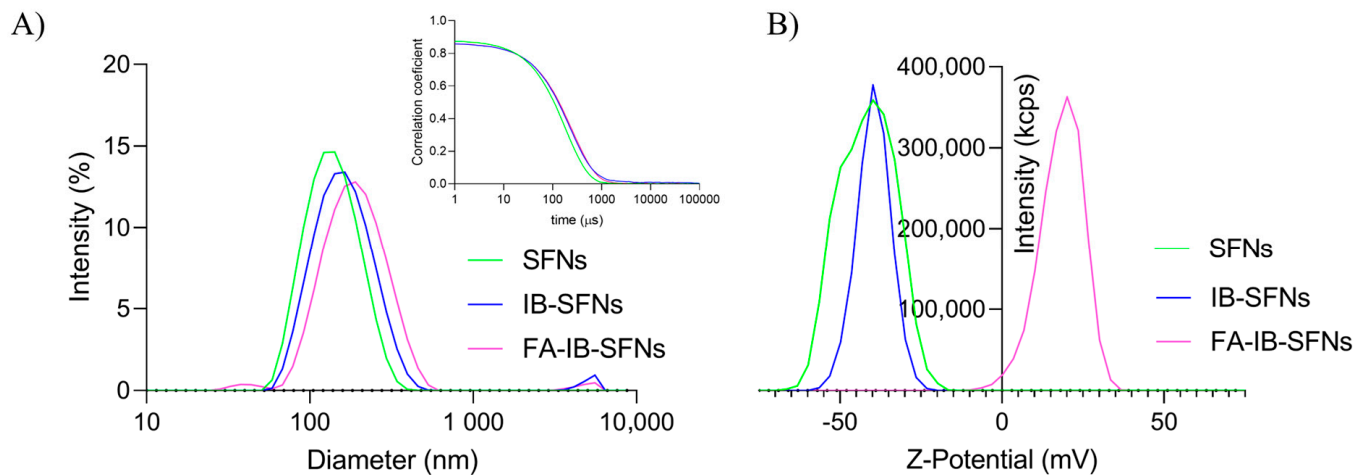 A)
Intensity (%)
20
15
10
5
0
10
100
1 000
10,000
Diameter (nm)
Correlation coeficient
1.0
0.8
0.6
0.4
0.2
0.0
1
10
100
1000
10000
100000
time (μs)
SFNs
IB-SFNs
FA-IB-SFNs
B)
400,000
300,000
200,000
100,000
Intensity (kcps)
-50
0
50
Z-Potential (mV)
SFNs
IB-SFNs
FA-IB-SFNs